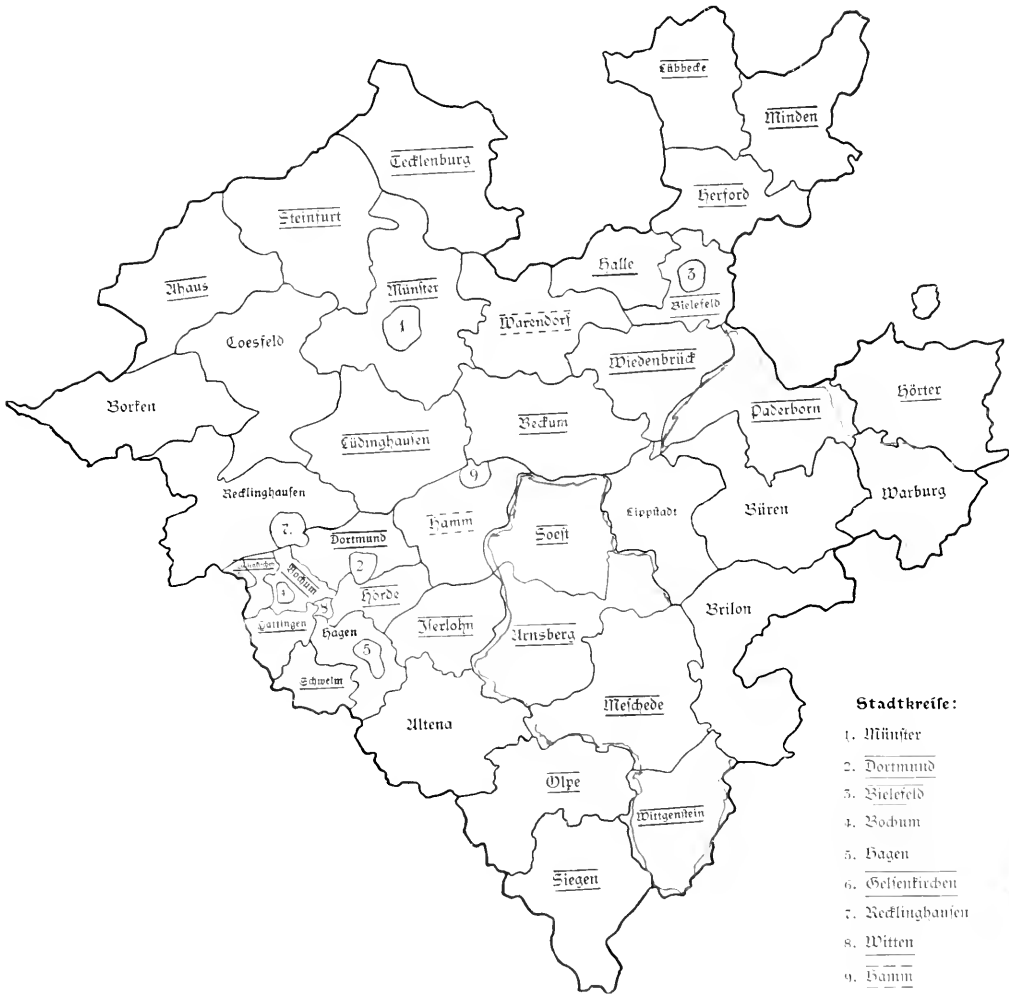 Lübbecke
Minden
Tecklenburg
Herford
Steinfurt
Halle
3
Ahaus
Münster
Bielefeld
Warendorf
1
Coesfeld
Wiedenbrück
Höxter
Borken
Paderborn
Beckum
Lüdinghausen
9
Recklinghausen
Warburg
Lippstadt
Büren
7.
Hamm
Soest
Dortmund
2
Bochum
4
Hörde
8
Brilon
Hattingen
Hagen
Iserlohn
Arnsberg
5
Schwelm
Altena
Meschede
Olpe
Wittgenstein
Siegen
Stadtkreise:
1. Münster
2. Dortmund
3. Bielefeld
4. Bochum
5. Hagen
6. Gelsenkirchen
7. Recklinghausen
8. Witten
9. Hamm